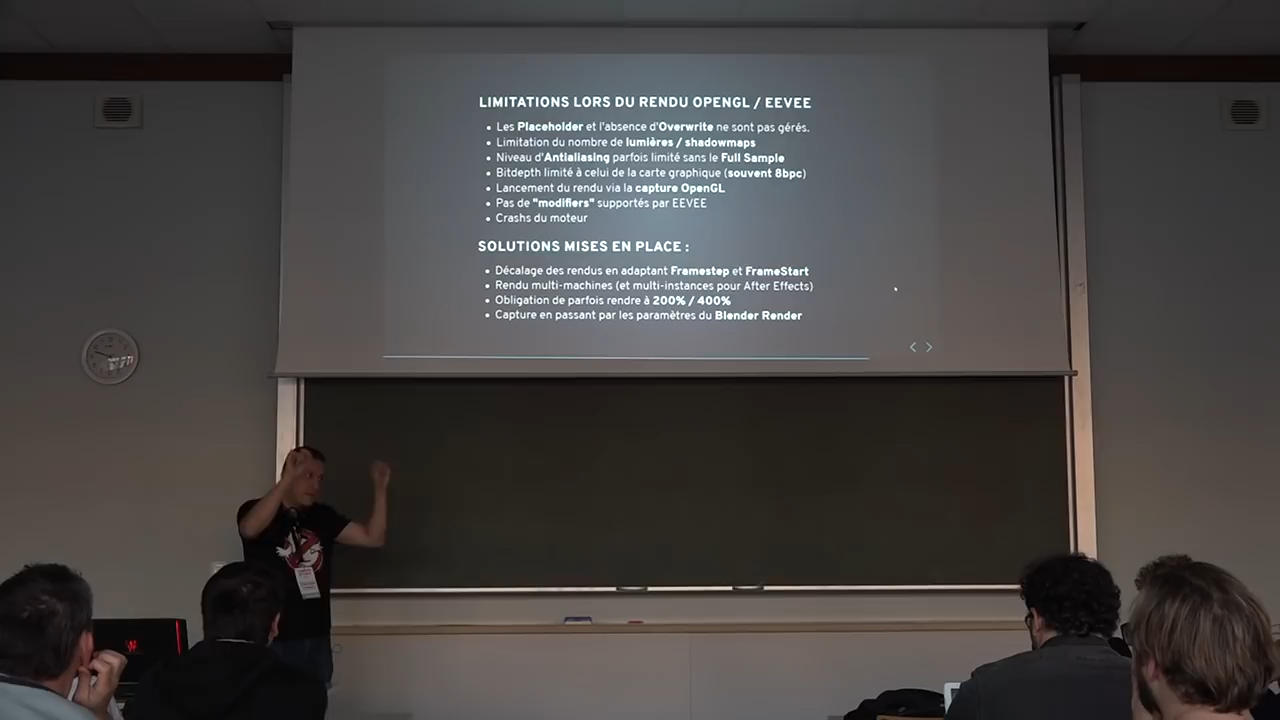 LIMITATIONS LORS DU RENDU OPENGL / EEVEE
• Les Placeholder et l'absence d'Overwrite ne sont pas gérés.
• Limitation du nombre de lumières / shadowmaps
• Niveau d'Antialiasing parfois limité sans le Full Sample
• Bitdepth limité à celui de la carte graphique (souvent 8bpc)
• Lancement du rendu via la capture OpenGL
• Pas de "modifiers" supportés par EEVEE
• Crashs du moteur
SOLUTIONS MISES EN PLACE :
• Décalage des rendus en adaptant Framestep et FrameStart
• Rendu multi-machines (et multi-instances pour After Effects)
• Obligation de parfois rendre à 200% / 400%
• Capture en passant par les paramètres du Blender Render